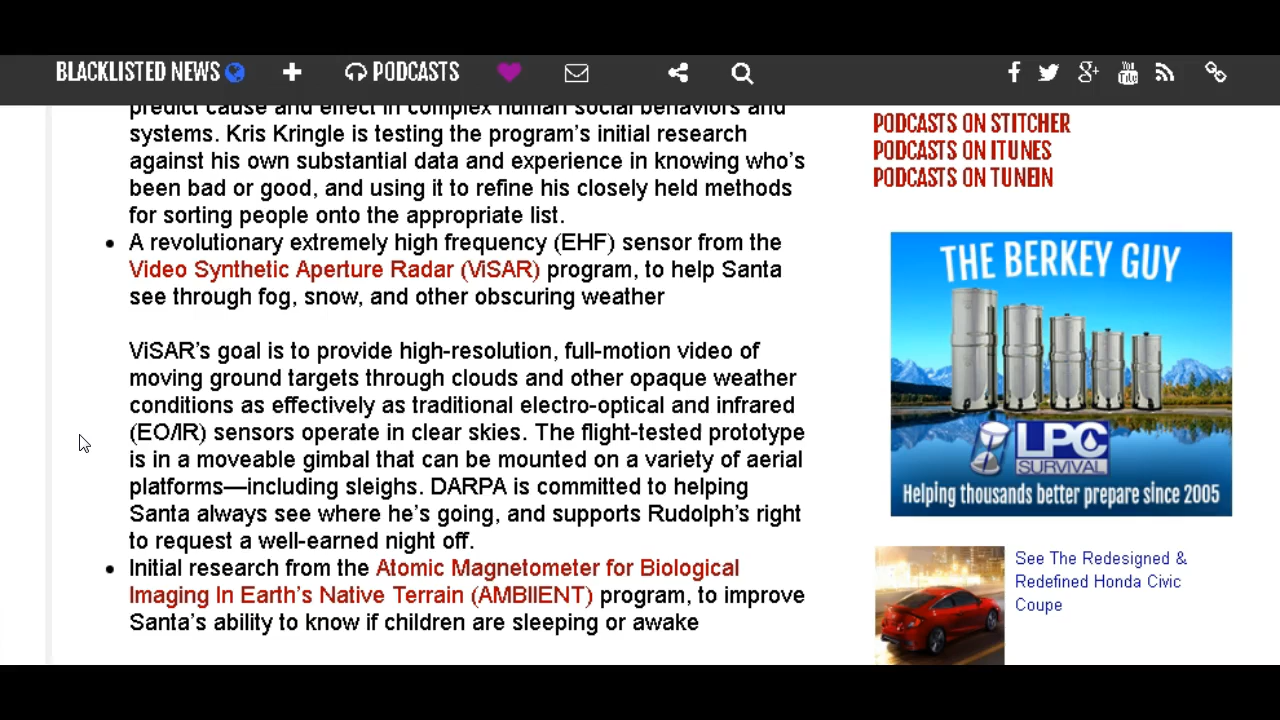 BLACKLISTED NEWS
PODCASTS
You
predict cause and effect in complex human social behaviors and
systems. Kris Kringle is testing the program's initial research
against his own substantial data and experience in knowing who's
been bad or good, and using it to refine his closely held methods
for sorting people onto the appropriate list.
• A revolutionary extremely high frequency (EHF) sensor from the
Video Synthetic Aperture Radar (ViSAR) program, to help Santa
see through fog, snow, and other obscuring weather
ViSAR's goal is to provide high-resolution, full-motion video of
moving ground targets through clouds and other opaque weather
conditions as effectively as traditional electro-optical and infrared
(EO/IR) sensors operate in clear skies. The flight-tested prototype
is in a moveable gimbal that can be mounted on a variety of aerial
platforms—including sleighs. DARPA is committed to helping
Santa always see where he's going, and supports Rudolph's right
to request a well-earned night off.
• Initial research from the Atomic Magnetometer for Biological
Imaging In Earth's Native Terrain (AMBIIENT) program, to improve
Santa's ability to know if children are sleeping or awake
PODCASTS ON STITCHER
PODCASTS ON ITUNES
PODCASTS ON TUNEIN
THE BERKEY GUY
LPC
SURVIVAL
Helping thousands better prepare since 2005
See The Redesigned &
Redefined Honda Civic
Coupe